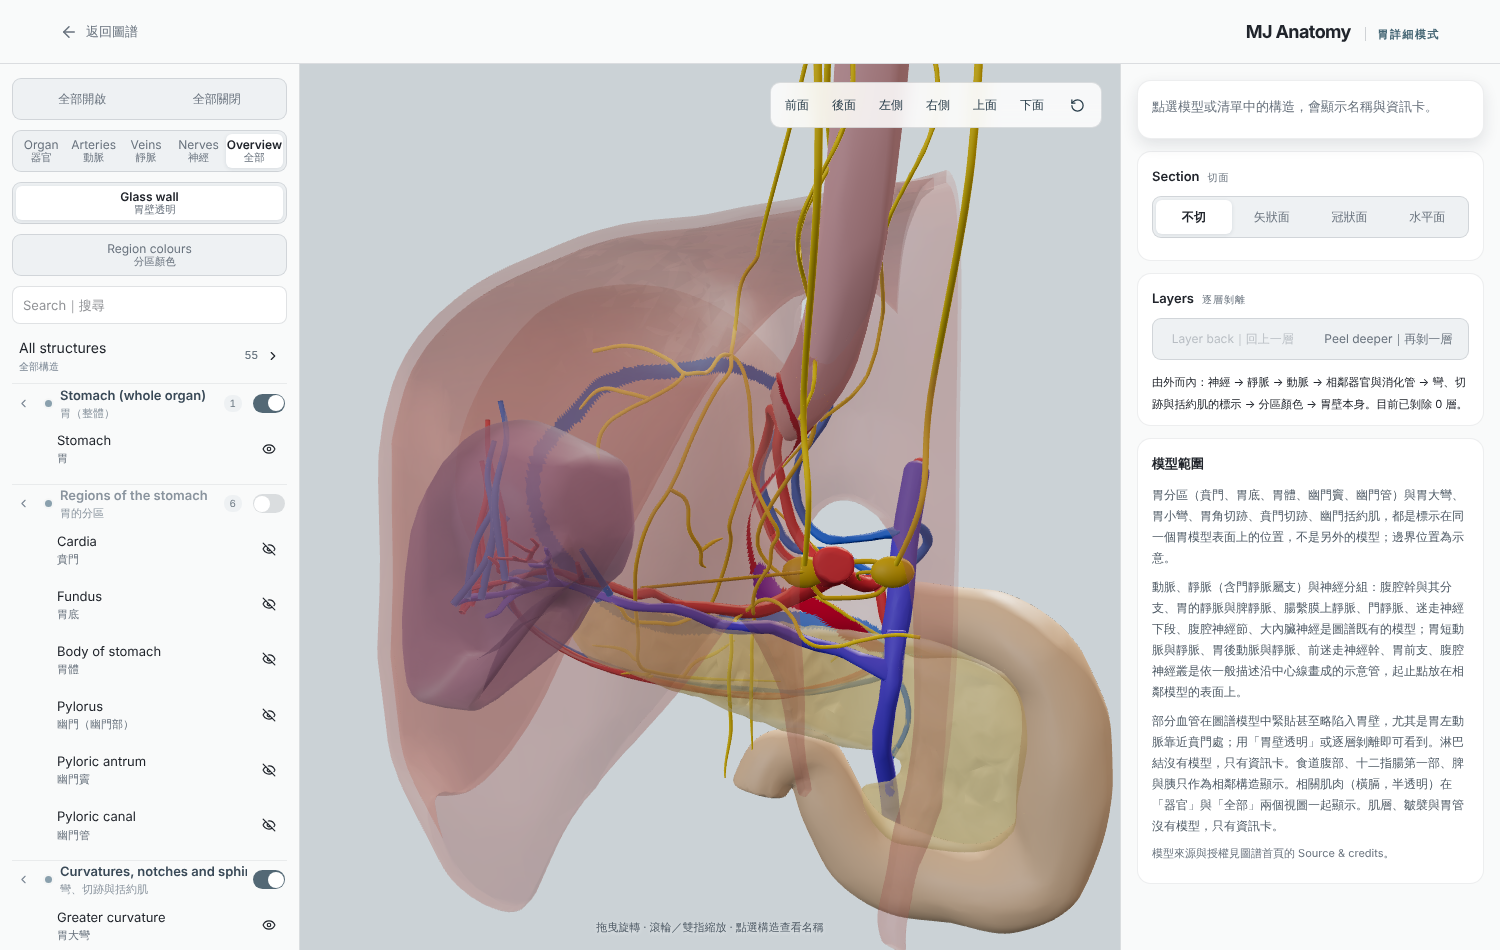 返回圖譜
MJ Anatomy
胃詳細模式
全部開啟
全部關閉
Organ
器官
Arteries
動脈
Veins
靜脈
Nerves
神經
Overview
全部
Glass wall
胃壁透明
Region colours
分區顏色
Search | 搜尋
All structures
全部構造
55
Stomach (whole organ)
胃（整體）
1
Stomach
胃
Regions of the stomach
胃的分區
6
Cardia
賁門
Fundus
胃底
Body of stomach
胃體
Pylorus
幽門（幽門部）
Pyloric antrum
幽門竇
Pyloric canal
幽門管
Curvatures, notches and sphi
彎、切跡與括約肌
Greater curvature
胃大彎
前面
後面
左側
右側
上面
下面
拖曳旋轉 · 滾輪／雙指縮放 · 點選構造查看名稱
點選模型或清單中的構造，會顯示名稱與資訊卡。
Section 切面
不切
矢狀面
冠狀面
水平面
Layers 逐層剝離
Layer back | 回上一層
Peel deeper | 再剝一層
由外而內：神經 → 靜脈 → 動脈 → 相鄰器官與消化管 → 彎、切
跡與括約肌的標示 → 分區顏色 → 胃壁本身。目前已剝除 0 層。
模型範圍
胃分區（賁門、胃底、胃體、幽門竇、幽門管）與胃大彎、
胃小彎、胃角切跡、賁門切跡、幽門括約肌，都是標示在同
一個胃模型表面上的位置，不是另外的模型；邊界位置為示
意。
動脈、靜脈（含門靜脈屬支）與神經分組：腹腔幹與其分
支、胃的靜脈與脾靜脈、腸繫膜上靜脈、門靜脈、迷走神經
下段、腹腔神經節、大內臟神經是圖譜既有的模型；胃短動
脈與靜脈、胃後動脈與靜脈、前迷走神經幹、胃前支、腹腔
神經叢是依一般描述沿中心線畫成的示意管，起止點放在相
鄰模型的表面上。
部分血管在圖譜模型中緊貼甚至略陷入胃壁，尤其是胃左動
脈靠近賁門處；用「胃壁透明」或逐層剝離即可看到。淋巴
結沒有模型，只有資訊卡。食道腹部、十二指腸第一部、脾
與胰只作為相鄰構造顯示。相關肌肉（橫膈，半透明）在
「器官」與「全部」兩個視圖一起顯示。肌層、皺襞與胃管
沒有模型，只有資訊卡。
模型來源與授權見圖譜首頁的 Source & credits。